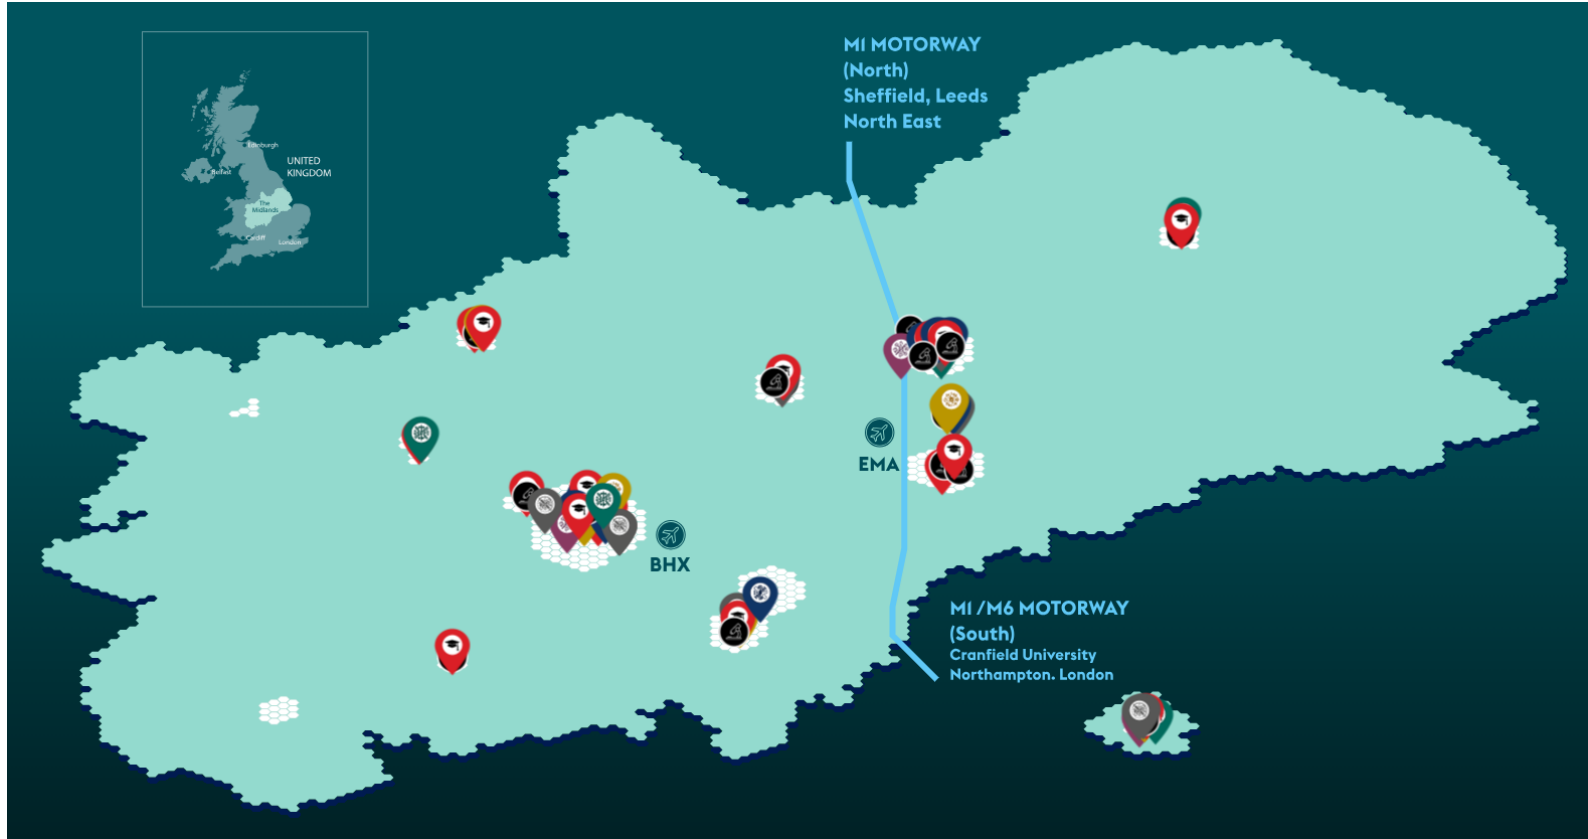 M1 MOTORWAY
(North)
Sheffield, Leeds
North East
Edinburgh
UNITED
KINGDOM
Belfast
The
Midlands
Cardiff
London
EMA
BHX
M1 / M6 MOTORWAY
(South)
Cranfield University
Northampton. London